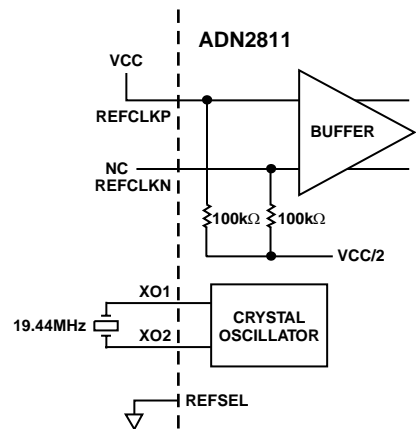 ADN2811
VCC
REFCLKP
BUFFER
NC
REFCLKN
100kΩ 100kΩ
VCC/2
XO1
19.44MHz
XO2
CRYSTAL
OSCILLATOR
REFSEL